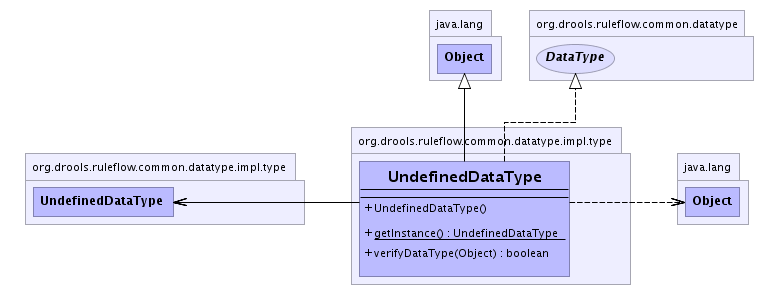 java.lang
Object
org.drools.ruleflow.common.datatype
DataType
org.drools.ruleflow.common.datatype.impl.type
UndefinedDataType
org.drools.ruleflow.common.datatype.impl.type
UndefinedDataType
+ UndefinedDataType()
+ getInstance() : UndefinedDataType
+ verifyDataType(Object) : boolean
java.lang
Object